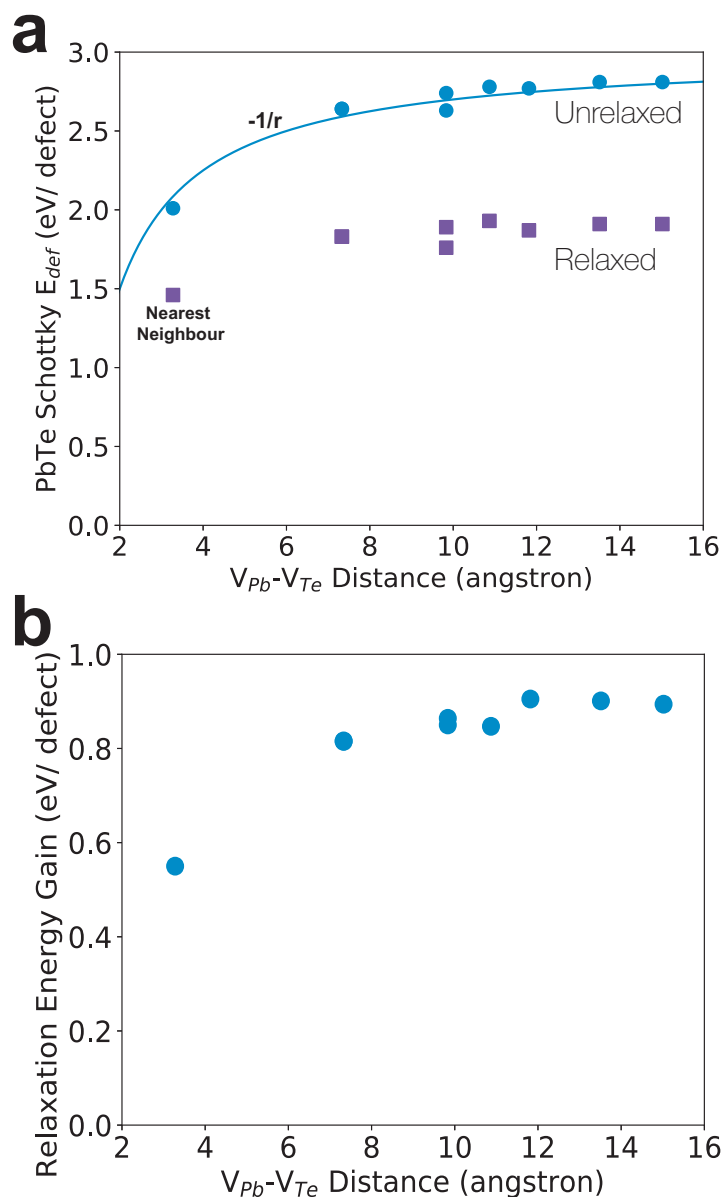 a
PbTe Schottky E_def (eV/ defect)
3.0
2.5
2.0
1.5
1.0
0.5
0.0
-1/r
Unrelaxed
Relaxed
Nearest
Neighbour
2 4 6 8 10 12 14 16
V_Pb-V_Te Distance (angstron)
b
Relaxation Energy Gain (eV/ defect)
1.0
0.8
0.6
0.4
0.2
0.0
2 4 6 8 10 12 14 16
V_Pb-V_Te Distance (angstron)